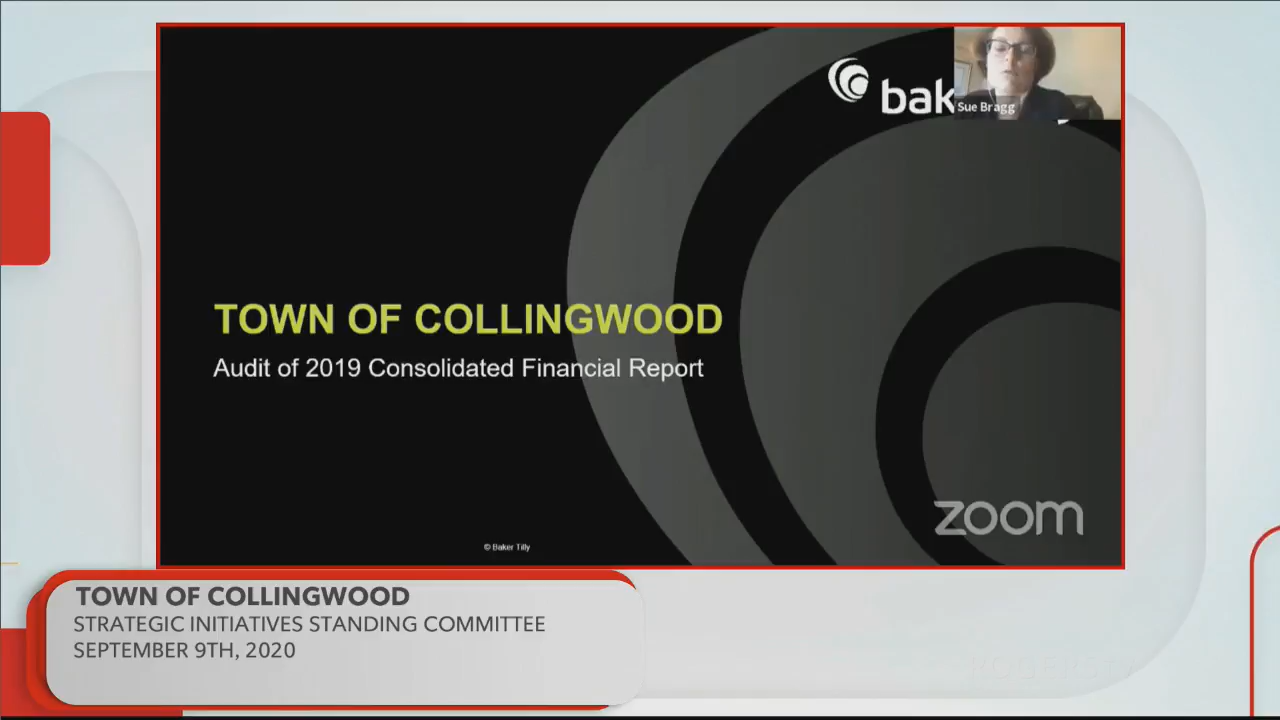 bak
Sue Bragg
TOWN OF COLLINGWOOD
Audit of 2019 Consolidated Financial Report
zoom
© Baker Tilly
TOWN OF COLLINGWOOD
STRATEGIC INITIATIVES STANDING COMMITTEE
SEPTEMBER 9TH, 2020